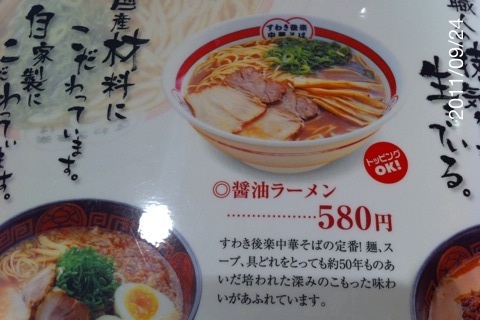 国産材料に
こだわっています。
自家製に
こだわっています。
すわき後楽
中華そば
トッピング
OK!
◎醤油ラーメン
580円
すわき後楽中華そばの定番!麺、ス
ープ、具どれをとっても約50年ものあ
いだ培われた深みのこもった味わ
いがあふれています。
生きている。
2011/09/24